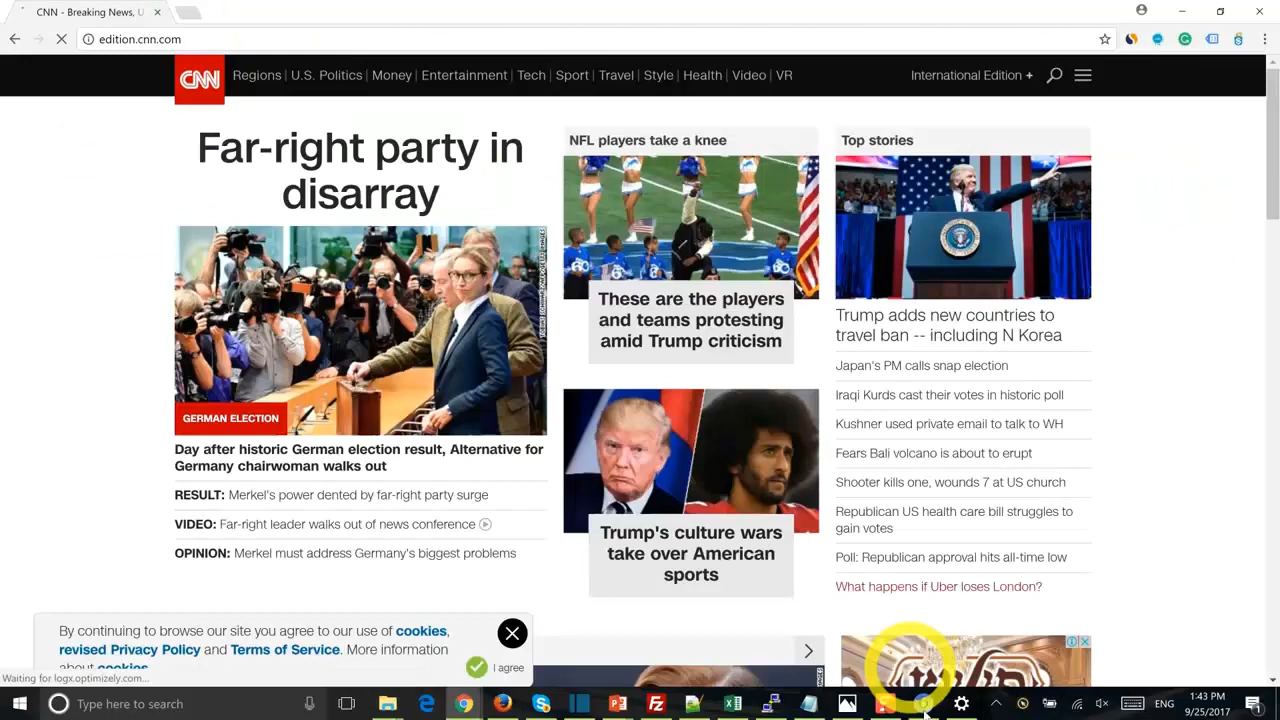 CNN - Breaking News, U
edition.cnn.com
CNN
Regions | U.S. Politics | Money | Entertainment | Tech | Sport | Travel | Style | Health | Video | VR
International Edition +
Far-right party in
disarray
GERMAN ELECTION
Day after historic German election result, Alternative for
Germany chairwoman walks out
RESULT: Merkel's power dented by far-right party surge
VIDEO: Far-right leader walks out of news conference
OPINION: Merkel must address Germany's biggest problems
NFL players take a knee
These are the players
and teams protesting
amid Trump criticism
Trump's culture wars
take over American
sports
Top stories
Trump adds new countries to
travel ban -- including N Korea
Japan's PM calls snap election
Iraqi Kurds cast their votes in historic poll
Kushner used private email to talk to WH
Fears Bali volcano is about to erupt
Shooter kills one, wounds 7 at US church
Republican US health care bill struggles to
gain votes
Poll: Republican approval hits all-time low
What happens if Uber loses London?
By continuing to browse our site you agree to our use of cookies,
revised Privacy Policy and Terms of Service. More information
about cookies.
I agree
Waiting for logx.optimizely.com...
Type here to search
ENG
1:43 PM
9/25/2017